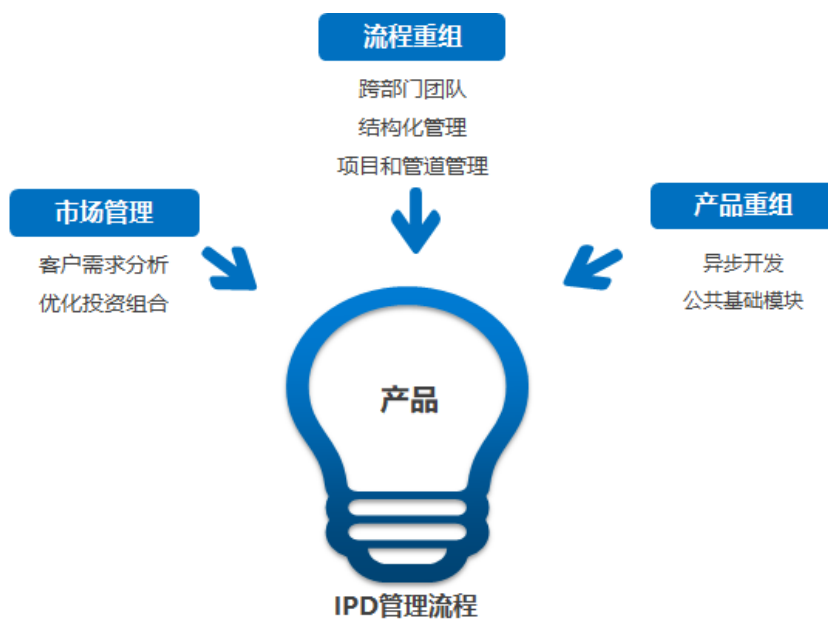 流程重组
跨部门团队
结构化管理
项目和管道管理
市场管理
客户需求分析
优化投资组合
产品重组
异步开发
公共基础模块
产品
IPD管理流程